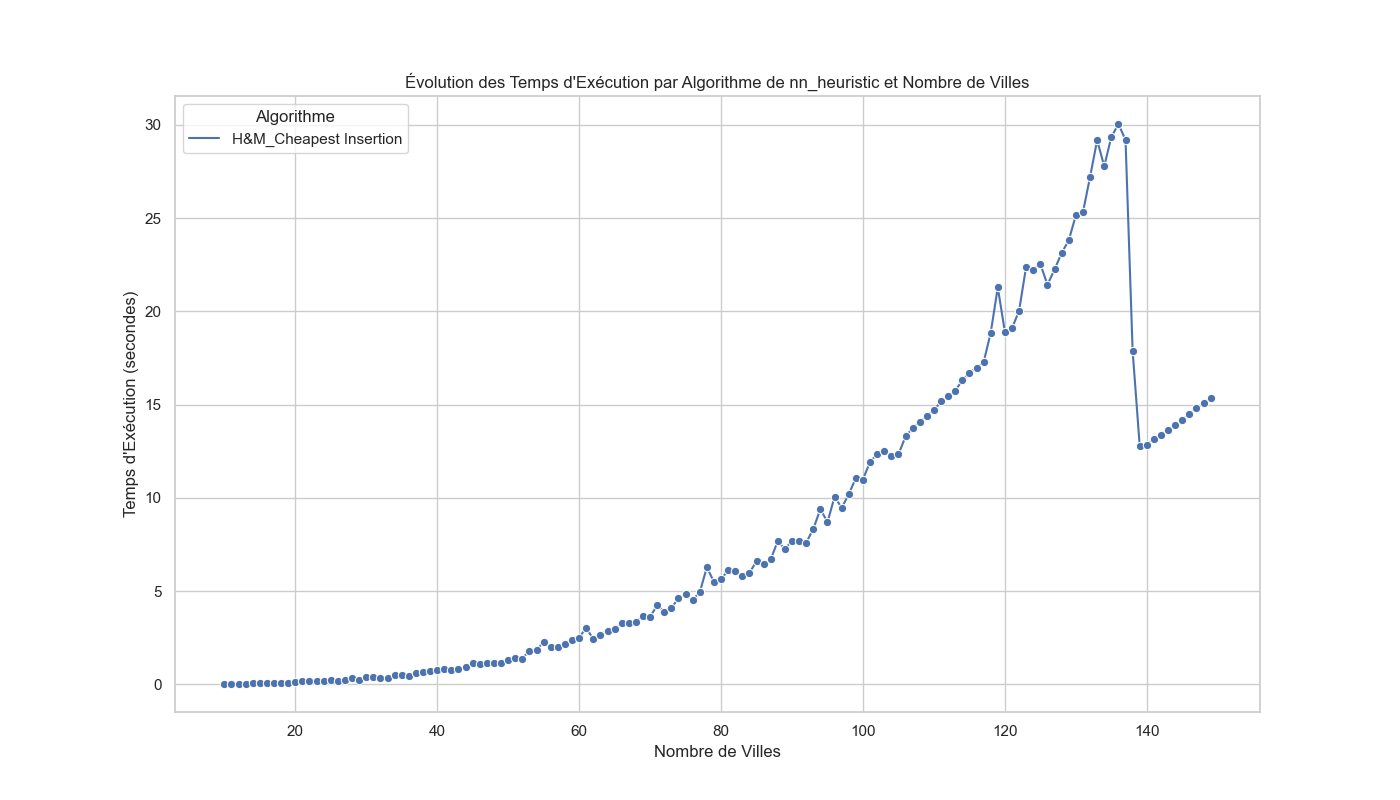 Évolution des Temps d'Exécution par Algorithme de nn_heuristic et Nombre de Villes
Algorithme
H&M_Cheapest Insertion
Temps d'Exécution (secondes)
30
25
20
15
10
5
0
20
40
60
80
100
120
140
Nombre de Villes